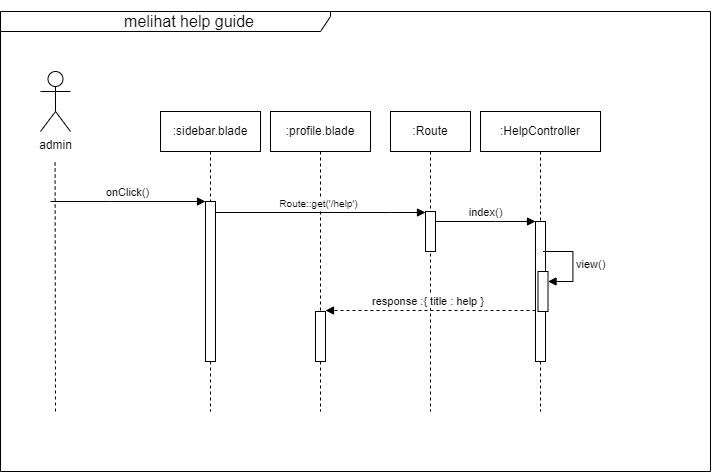 melihat help guide
admin
:sidebar.blade
:profile.blade
:Route
:HelpController
onClick()
Route::get('/help')
index()
view()
response :{ title : help }